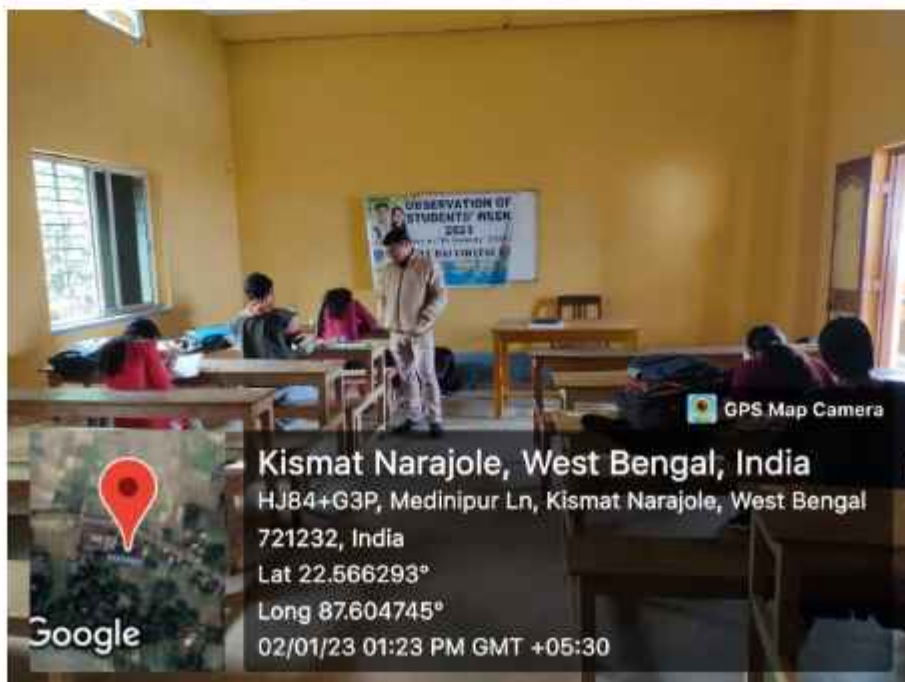 OBSERVATION OF
STUDENTS' WEEK
2023
GPS Map Camera
Kismat Narajole, West Bengal, India
HJ84+G3P, Medinipur Ln, Kismat Narajole, West Bengal
721232, India
Lat 22.566293°
Long 87.604745°
02/01/23 01:23 PM GMT +05:30
Google